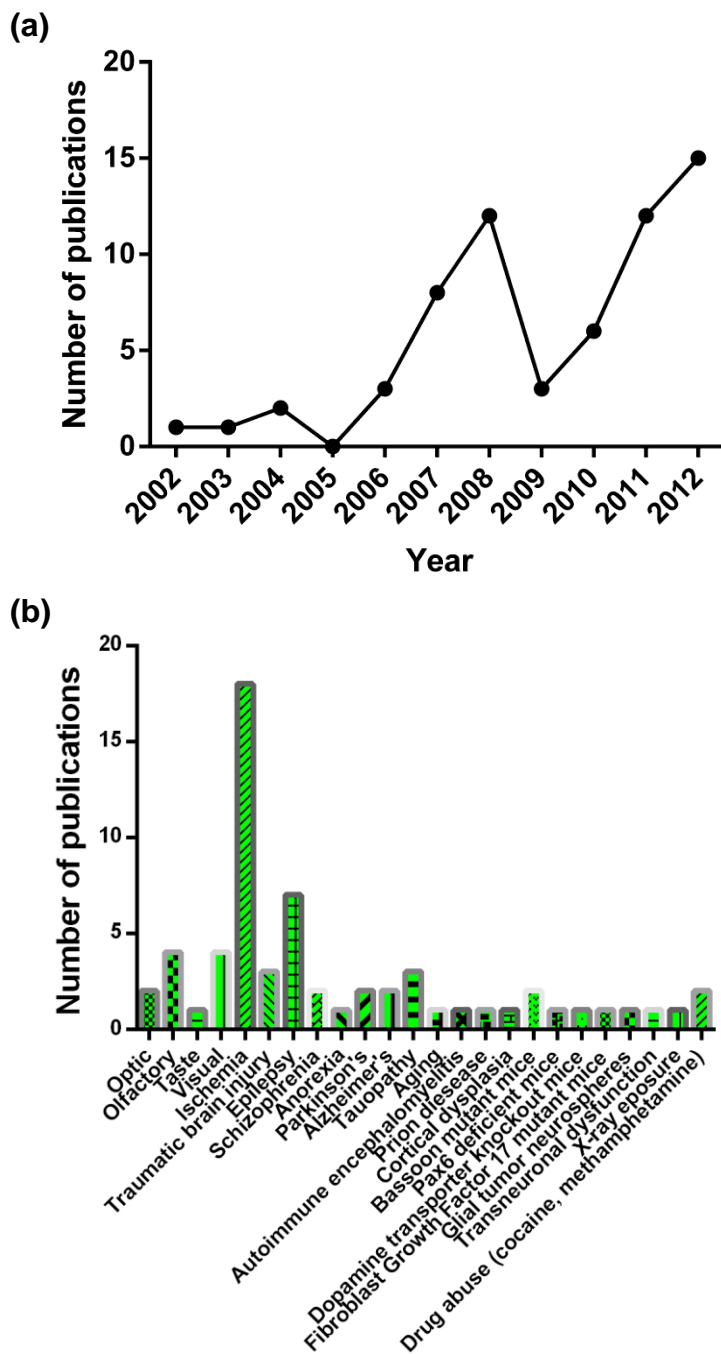 (a)
Number of publications
20
15
10
5
0
2002
2003
2004
2005
2006
2007
2008
2009
2010
2011
2012
Year
(b)
Number of publications
20
15
10
5
0
Optic
Olfactory
Taste
Visual
Ischemia
Traumatic brain injury
Epilepsy
Schizophrenia
Anorexia
Parkinson's
Alzheimer's
Tauopathy
Aging
Autoimmune encephalomyelitis
Prion diesease
Cortical dysplasia
Bassoon mutant mice
Pax6 deficient mice
Dopamine transporter knockout mice
Fibroblast Growth Factor 17 mutant mice
Glial tumor neurospheres
Transneuronal dysfunction
X-ray eposure
Drug abuse (cocaine, methamphetamine)